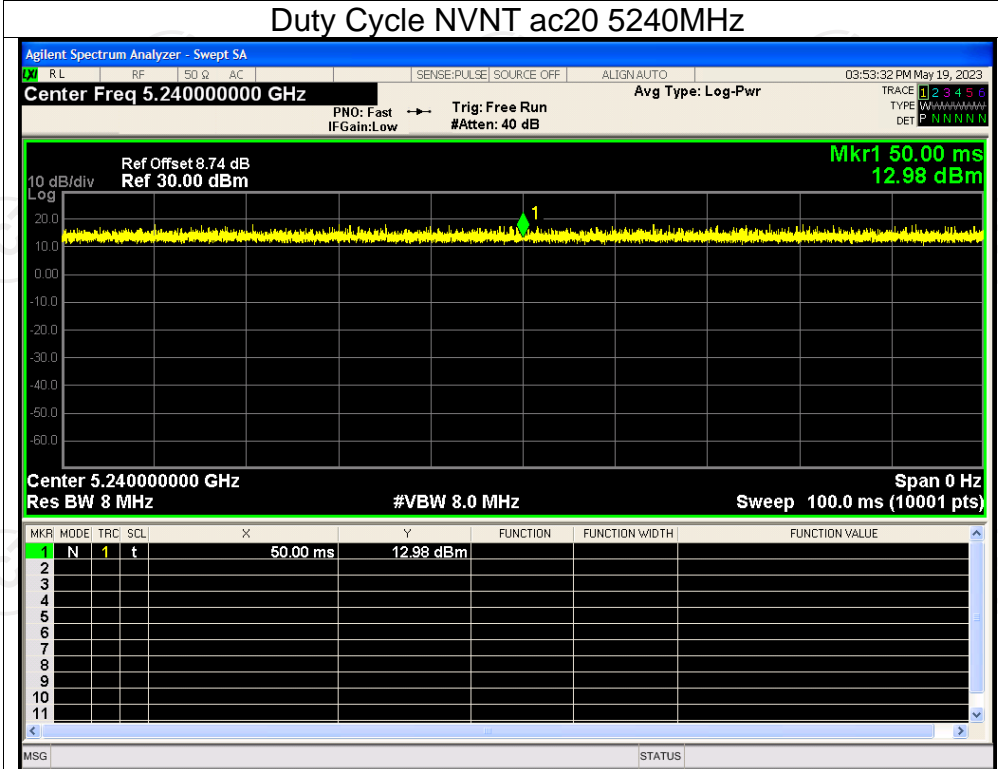 Duty Cycle NVNT ac20 5240MHz
Agilent Spectrum Analyzer - Swept SA
LXI RL RF 50 Ω AC SENSE:PULSE SOURCE OFF ALIGN AUTO 03:53:32 PM May 19, 2023
Center Freq 5.240000000 GHz Avg Type: Log-Pwr TRACE 1 2 3 4 5 6
PNO: Fast Trig: Free Run TYPE WWWWWW
IFGain:Low #Atten: 40 dB DET P N N N N N
Mkr1 50.00 ms
Ref Offset 8.74 dB
10 dB/div Ref 30.00 dBm 12.98 dBm
Log
1
20.0
10.0
0.00
-10.0
-20.0
-30.0
-40.0
-50.0
-60.0
Center 5.240000000 GHz Span 0 Hz
Res BW 8 MHz #VBW 8.0 MHz Sweep 100.0 ms (10001 pts)
MKR MODE TRC SCL X Y FUNCTION FUNCTION WIDTH FUNCTION VALUE
1 N 1 t 50.00 ms 12.98 dBm
2
3
4
5
6
7
8
9
10
11
MSG STATUS